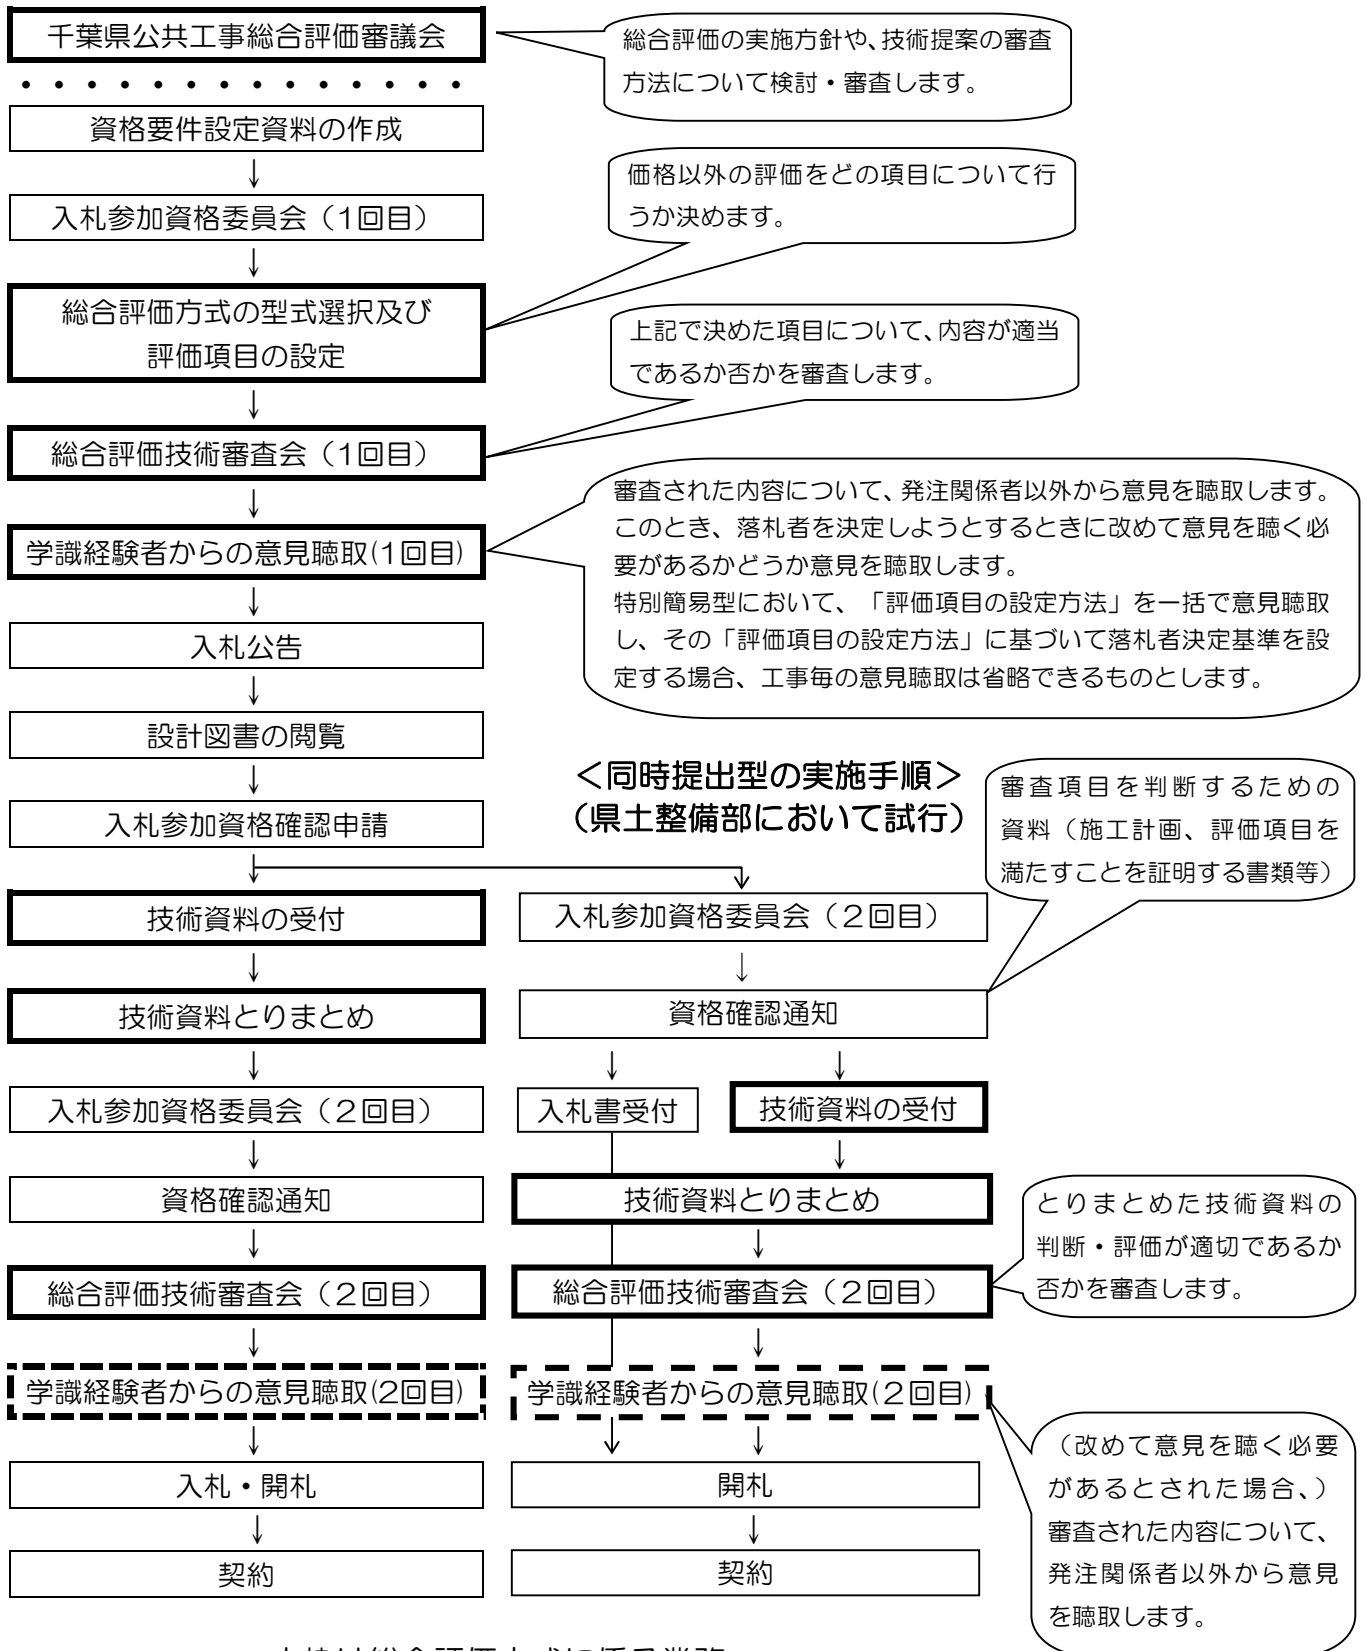 千葉県公共工事総合評価審議会
総合評価の実施方針や、技術提案の審査
方法について検討・審査します。
資格要件設定資料の作成
↓
入札参加資格委員会（1回目）
価格以外の評価をどの項目について行
うか決めます。
↓
総合評価方式の型式選択及び
評価項目の設定
上記で決めた項目について、内容が適当
であるか否かを審査します。
↓
総合評価技術審査会（1回目）
↓
学識経験者からの意見聴取(1回目)
審査された内容について、発注関係者以外から意見を聴取します。
このとき、落札者を決定しようとするときに改めて意見を聴く必
要があるかどうか意見を聴取します。
特別簡易型において、「評価項目の設定方法」を一括で意見聴取
し、その「評価項目の設定方法」に基づいて落札者決定基準を設
定する場合、工事毎の意見聴取は省略できるものとします。
↓
入札公告
↓
設計図書の閲覧
↓
入札参加資格確認申請
＜同時提出型の実施手順＞
（県土整備部において試行）
審査項目を判断するための
資料（施工計画、評価項目を
満たすことを証明する書類等）
技術資料の受付
↓
技術資料とりまとめ
↓
入札参加資格委員会（２回目）
↓
資格確認通知
↓
総合評価技術審査会（２回目）
↓
学識経験者からの意見聴取(2回目)
↓
入札・開札
↓
契約
入札参加資格委員会（２回目）
↓
資格確認通知
↓ ↓
入札書受付 技術資料の受付
↓
技術資料とりまとめ
↓
総合評価技術審査会（２回目）
とりまとめた技術資料の
判断・評価が適切であるか
否かを審査します。
↓
学識経験者からの意見聴取(２回目)
（改めて意見を聴く必要
があるとされた場合、）
審査された内容について、
発注関係者以外から意見
を聴取します。
↓
開札
↓
契約